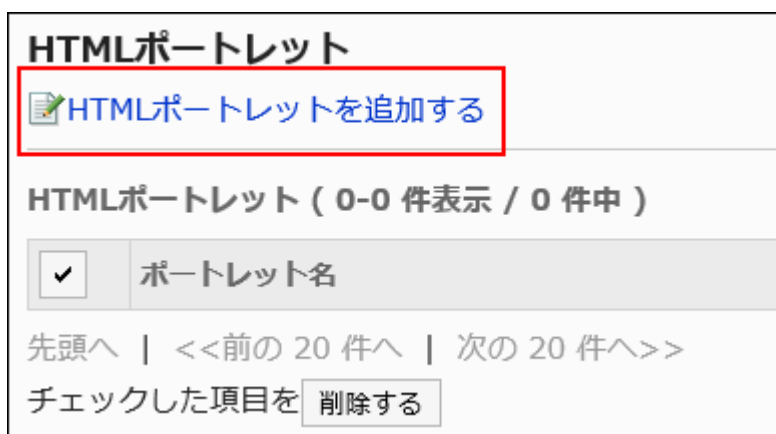 HTMLポートレット
HTMLポートレットを追加する
HTMLポートレット ( 0-0 件表示 / 0 件中 )
ポートレット名
先頭へ | <<前の 20 件へ | 次の 20 件へ>>
チェックした項目を 削除する